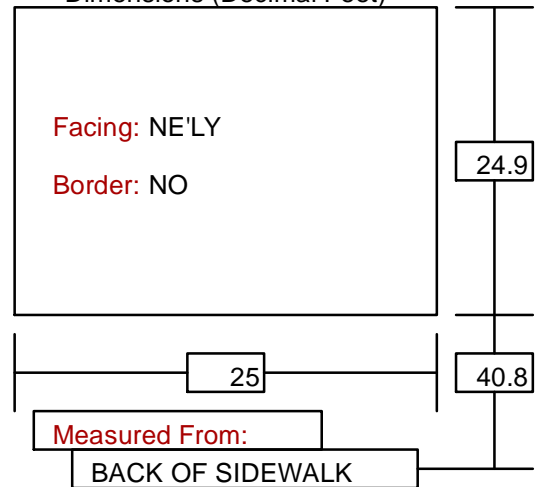 Facing: NE'LY
Border: NO
24.9
25
40.8
Measured From:
BACK OF SIDEWALK